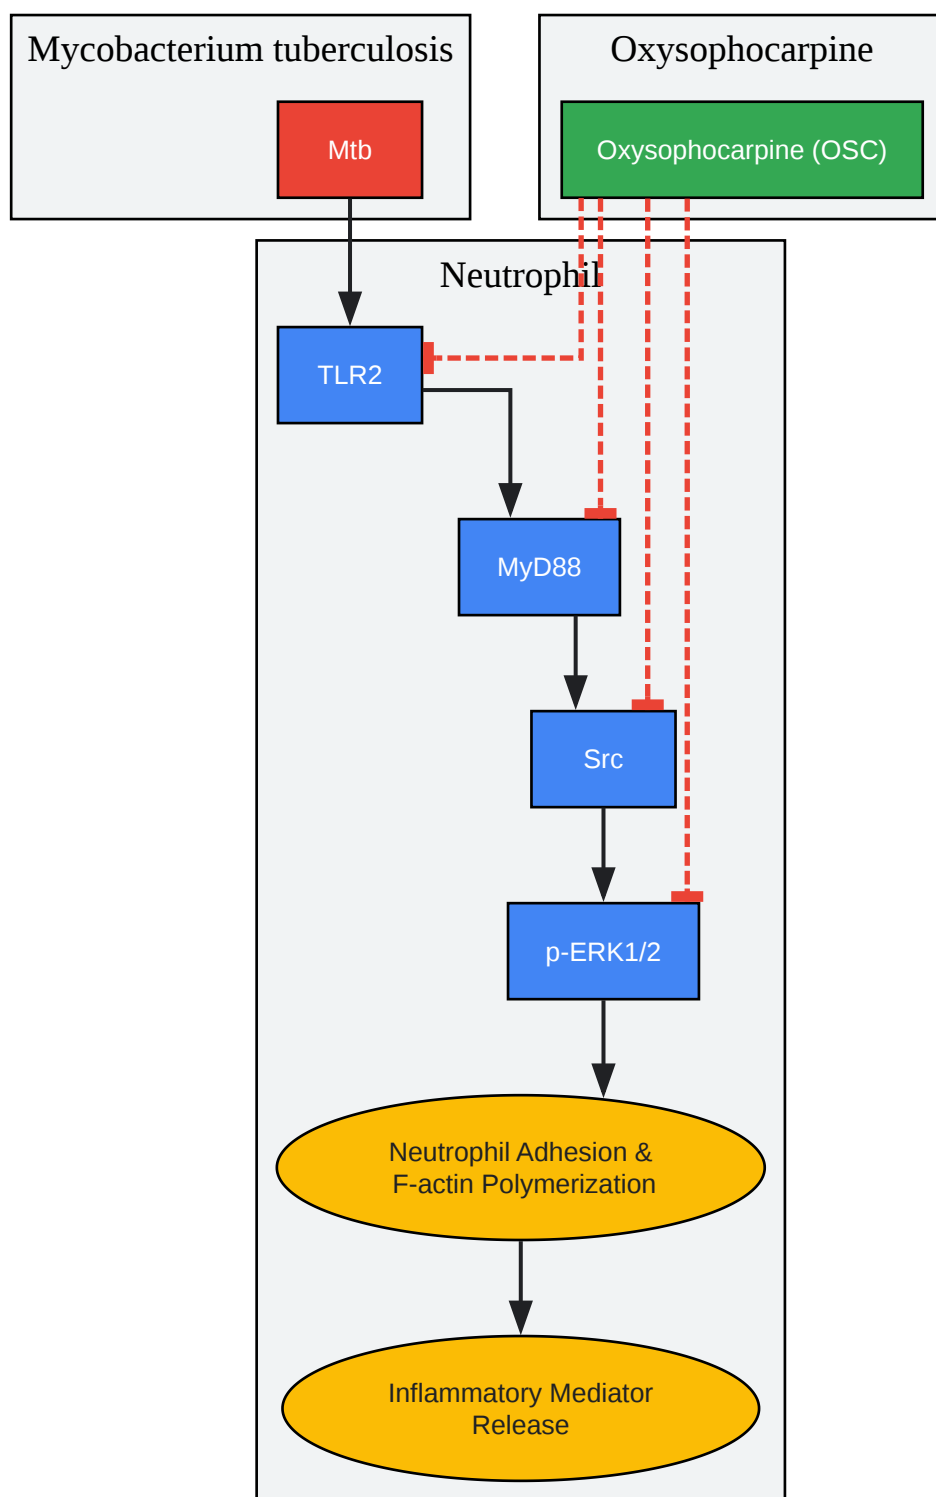 Mycobacterium tuberculosis
Oxysophocarpine
Mtb
Oxysophocarpine (OSC)
Neutrophil
TLR2
MyD88
Src
p-ERK1/2
Neutrophil Adhesion &
F-actin Polymerization
Inflammatory Mediator
Release